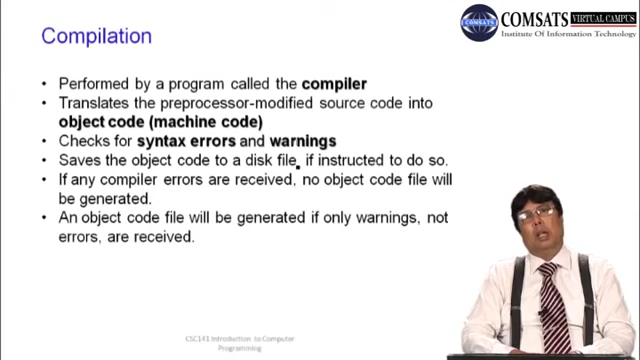 Compilation
COMSATS VIRTUAL CAMPUS
Institute Of Information Technology
• Performed by a program called the compiler
• Translates the preprocessor-modified source code into
object code (machine code)
• Checks for syntax errors and warnings
• Saves the object code to a disk file, if instructed to do so.
• If any compiler errors are received, no object code file will
be generated.
• An object code file will be generated if only warnings, not
errors, are received.
CSC141 Introduction to Computer
Programming